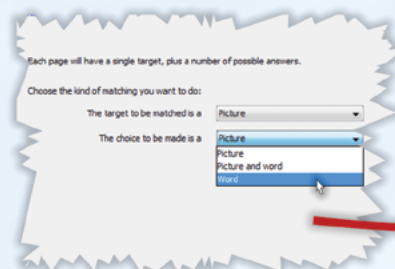 Each page will have a single target, plus a number of possible answers.
Choose the kind of matching you want to do:
The target to be matched is a Picture
The choice to be made is a Picture
Picture
Picture and word
Word